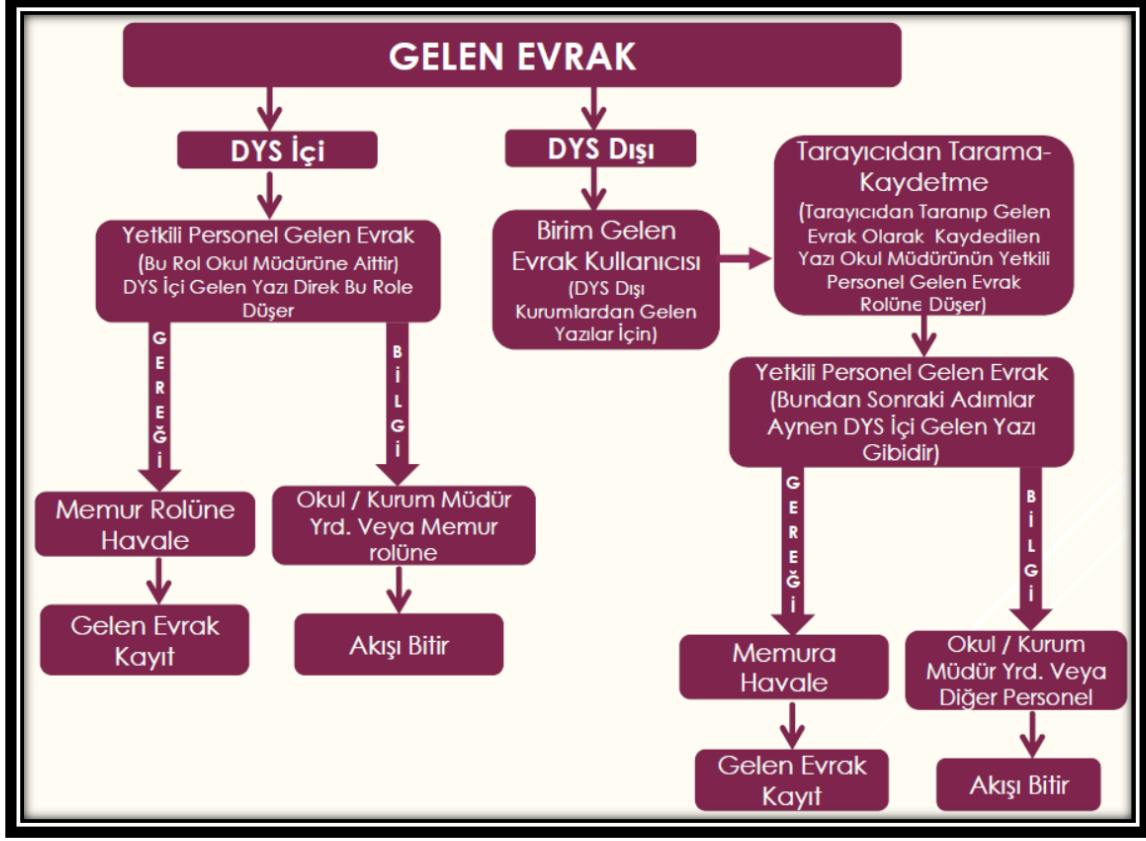 GELEN EVRAK
DYS İçi
Yetkili Personel Gelen Evrak
(Bu Rol Okul Müdürüne Aittir)
DYS İçi Gelen Yazı Direk Bu Role
Düşer
GEREĞİ
BİLGİ
Memur Rolüne
Havale
Okul / Kurum Müdür
Yrd. Veya Memur
rolüne
Gelen Evrak
Kayıt
Akışı Bitir
DYS Dışı
Birim Gelen
Evrak Kullanıcısı
(DYS Dışı
Kurumlardan Gelen
Yazılar İçin)
Tarayıcıdan Tarama-
Kaydetme
(Tarayıcıdan Taranıp Gelen
Evrak Olarak Kaydedilen
Yazı Okul Müdürünün Yetkili
Personel Gelen Evrak
Rolüne Düşer)
Yetkili Personel Gelen Evrak
(Bundan Sonraki Adımlar
Aynen DYS İçi Gelen Yazı
Gibidir)
GEREĞİ
BİLGİ
Memura
Havale
Okul / Kurum
Müdür Yrd. Veya
Diğer Personel
Gelen Evrak
Kayıt
Akışı Bitir